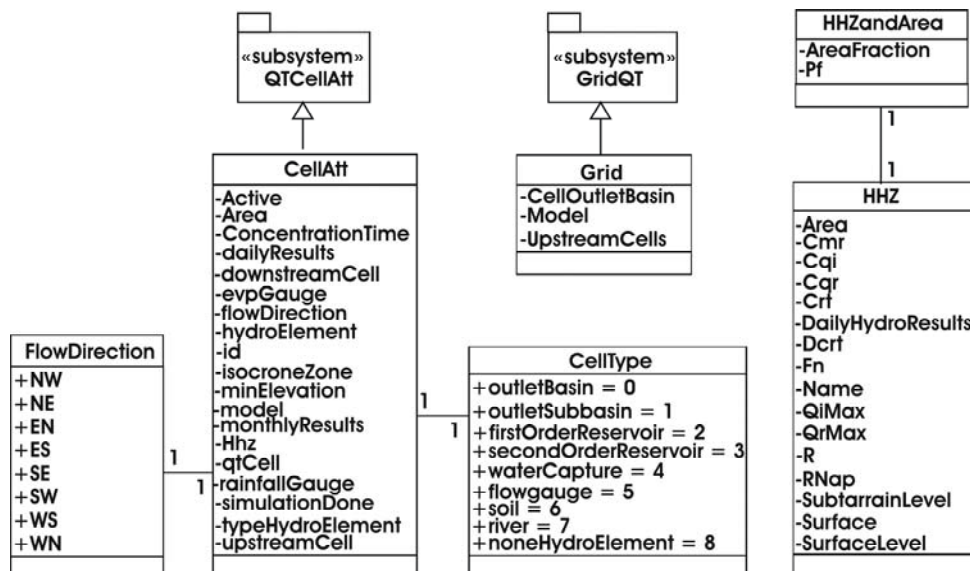 «subsystem»
QTCellAtt
«subsystem»
GridQT
HHZandArea
-AreaFraction
-Pf
CellAtt
-Active
-Area
-ConcentrationTime
-dailyResults
-downstreamCell
-evpGauge
-flowDirection
-hydroElement
-id
-isocroneZone
-minElevation
-model
-monthlyResults
-Hhz
-qtCell
-rainfallGauge
-simulationDone
-typeHydroElement
-upstreamCell
Grid
-CellOutletBasin
-Model
-UpstreamCells
1
1
HHZ
-Area
-Cmr
-Cqi
-Cqr
-Crt
-DailyHydroResults
-Dcrt
-Fn
-Name
-QiMax
-QrMax
-R
-RNap
-SubtarrainLevel
-Surface
-SurfaceLevel
FlowDirection
+NW
+NE
+EN
+ES
+SE
+SW
+WS
+WN
1
1
1
1
CellType
+outletBasin = 0
+outletSubbasin = 1
+firstOrderReservoir = 2
+secondOrderReservoir = 3
+waterCapture = 4
+flowgauge = 5
+soil = 6
+river = 7
+noneHydroElement = 8